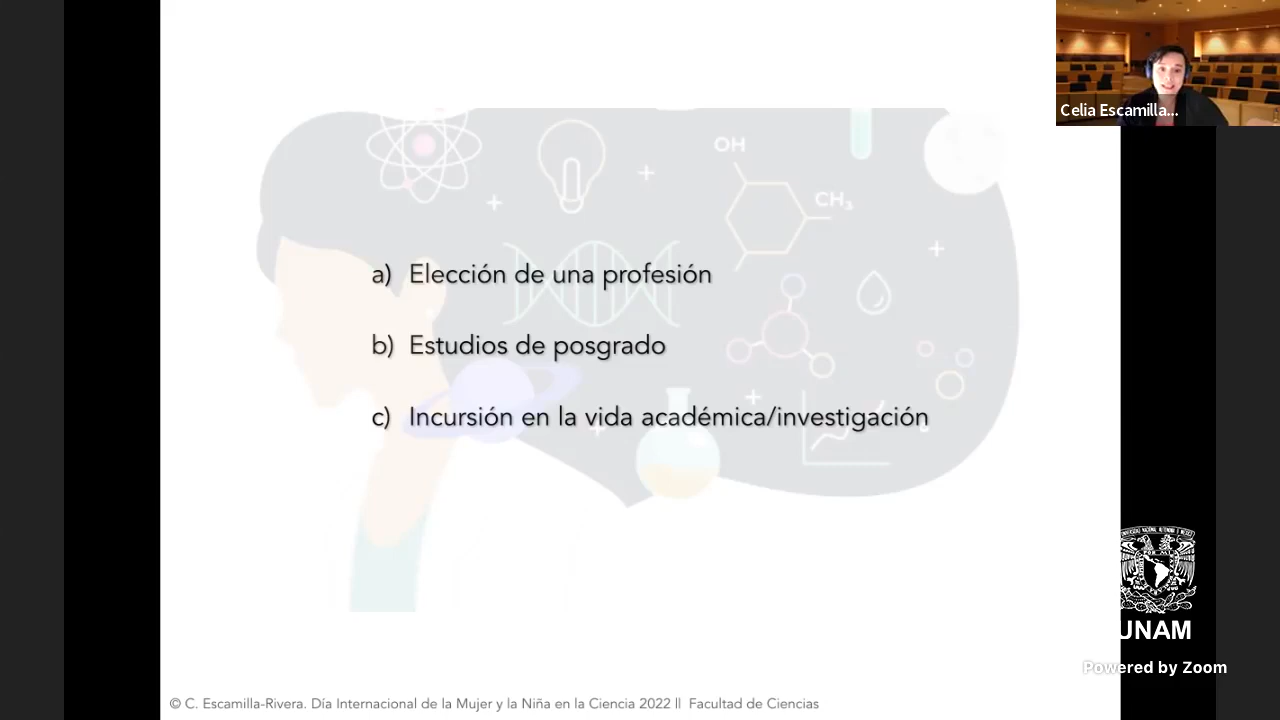 Celia Escamilla...
OH
CH₃
a) Elección de una profesión
b) Estudios de posgrado
c) Incursión en la vida académica/investigación
UNAM
Powered by Zoom
© C. Escamilla-Rivera. Día Internacional de la Mujer y la Niña en la Ciencia 2022 || Facultad de Ciencias